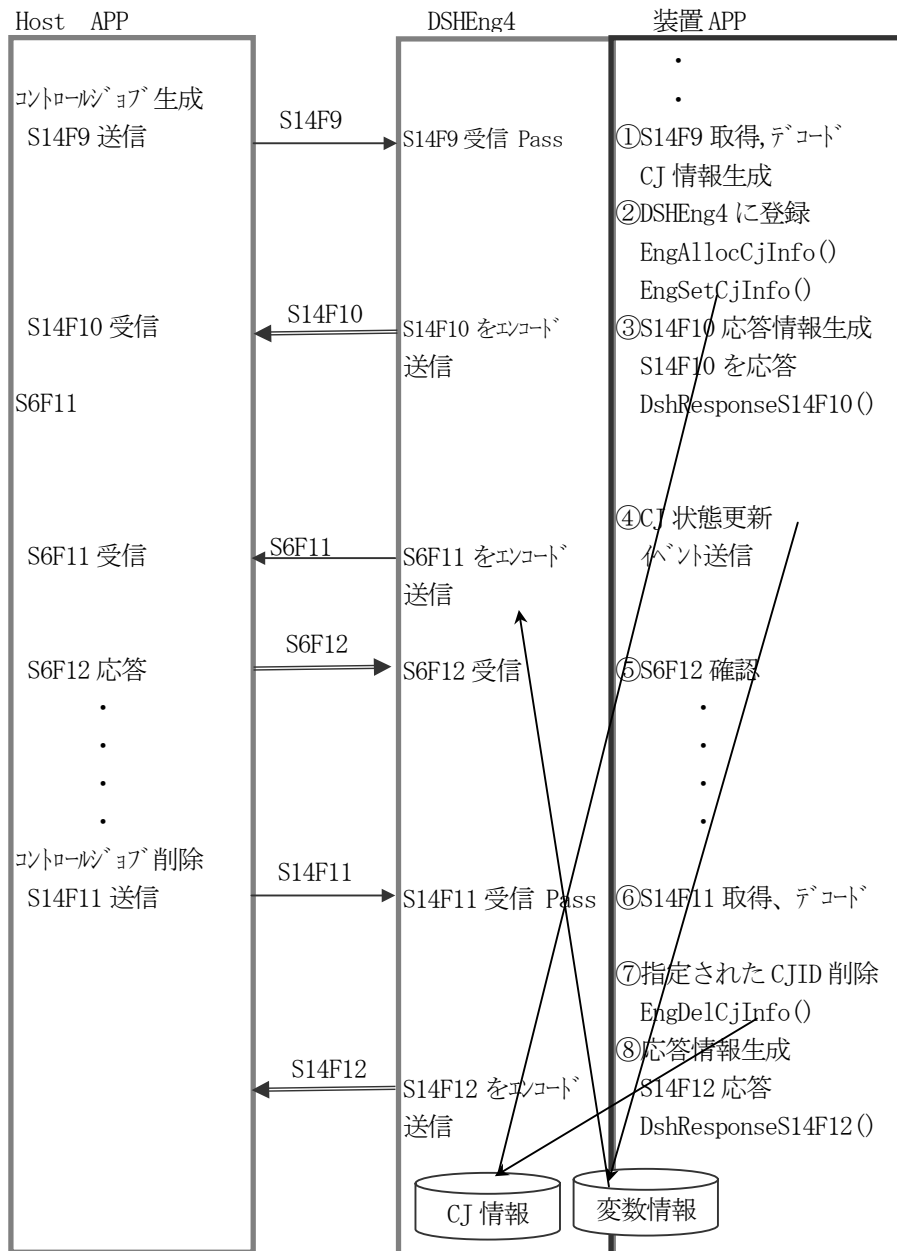 Host APP DSHEng4 装置 APP
・
コントロールジョブ 生成 ・
S14F9 送信 S14F9 S14F9 受信 Pass ①S14F9 取得,デコード
CJ 情報生成
②DSHEng4 に登録
EngAllocCjInfo()
EngSetCjInfo()
S14F10 受信 S14F10 S14F10 をエンコード ③S14F10 応答情報生成
送信 S14F10 を応答
S6F11 DshResponseS14F10()
④CJ 状態更新
S6F11 受信 S6F11 S6F11 をエンコード イベント送信
送信
S6F12 応答 S6F12 S6F12 受信 ⑤S6F12 確認
・ ・
・ ・
・ ・
・ ・
コントロールジョブ 削除
S14F11 送信 S14F11 S14F11 受信 Pass ⑥S14F11 取得、デコード
⑦指定された CJID 削除
EngDelCjInfo()
⑧応答情報生成
S14F12 S14F12 をエンコード S14F12 応答
送信 DshResponseS14F12()
CJ 情報 変数情報